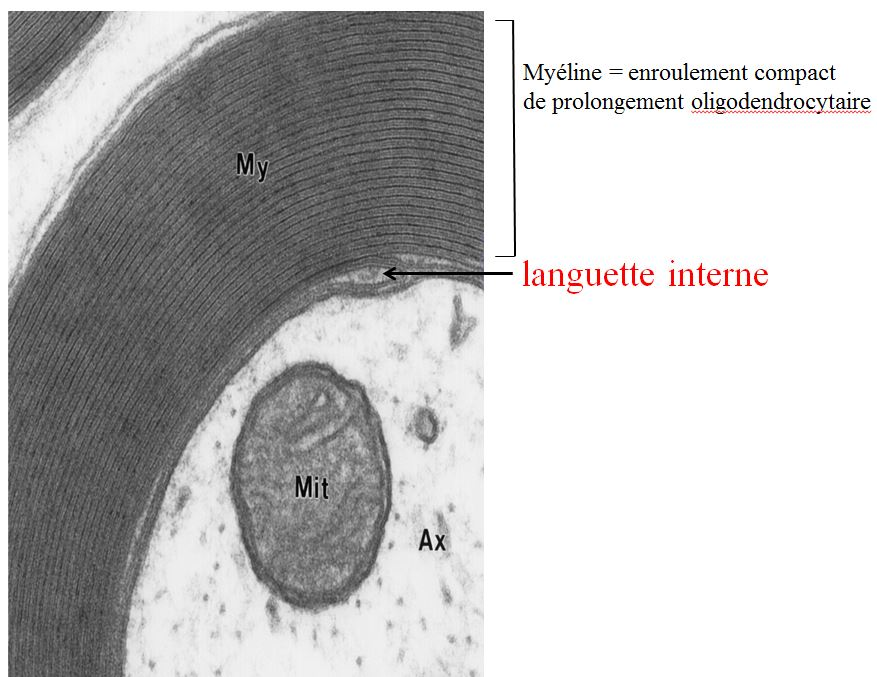 Myéline = enroulement compact
de prolongement oligodendrocytaire
My
languette interne
Mit
Ax